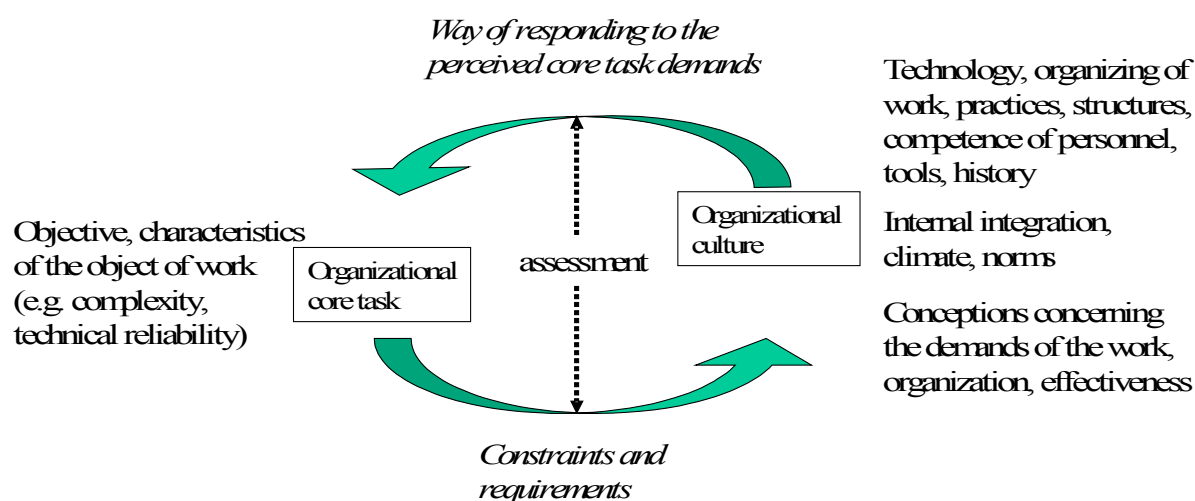 Way of responding to the
perceived core task demands
Technology, organizing of
work, practices, structures,
competence of personnel,
tools, history
Organizational
culture
Internal integration,
climate, norms
Objective, characteristics
of the object of work
(e.g. complexity,
technical reliability)
Organizational
core task
assessment
Conceptions concerning
the demands of the work,
organization, effectiveness
Constraints and
requirements